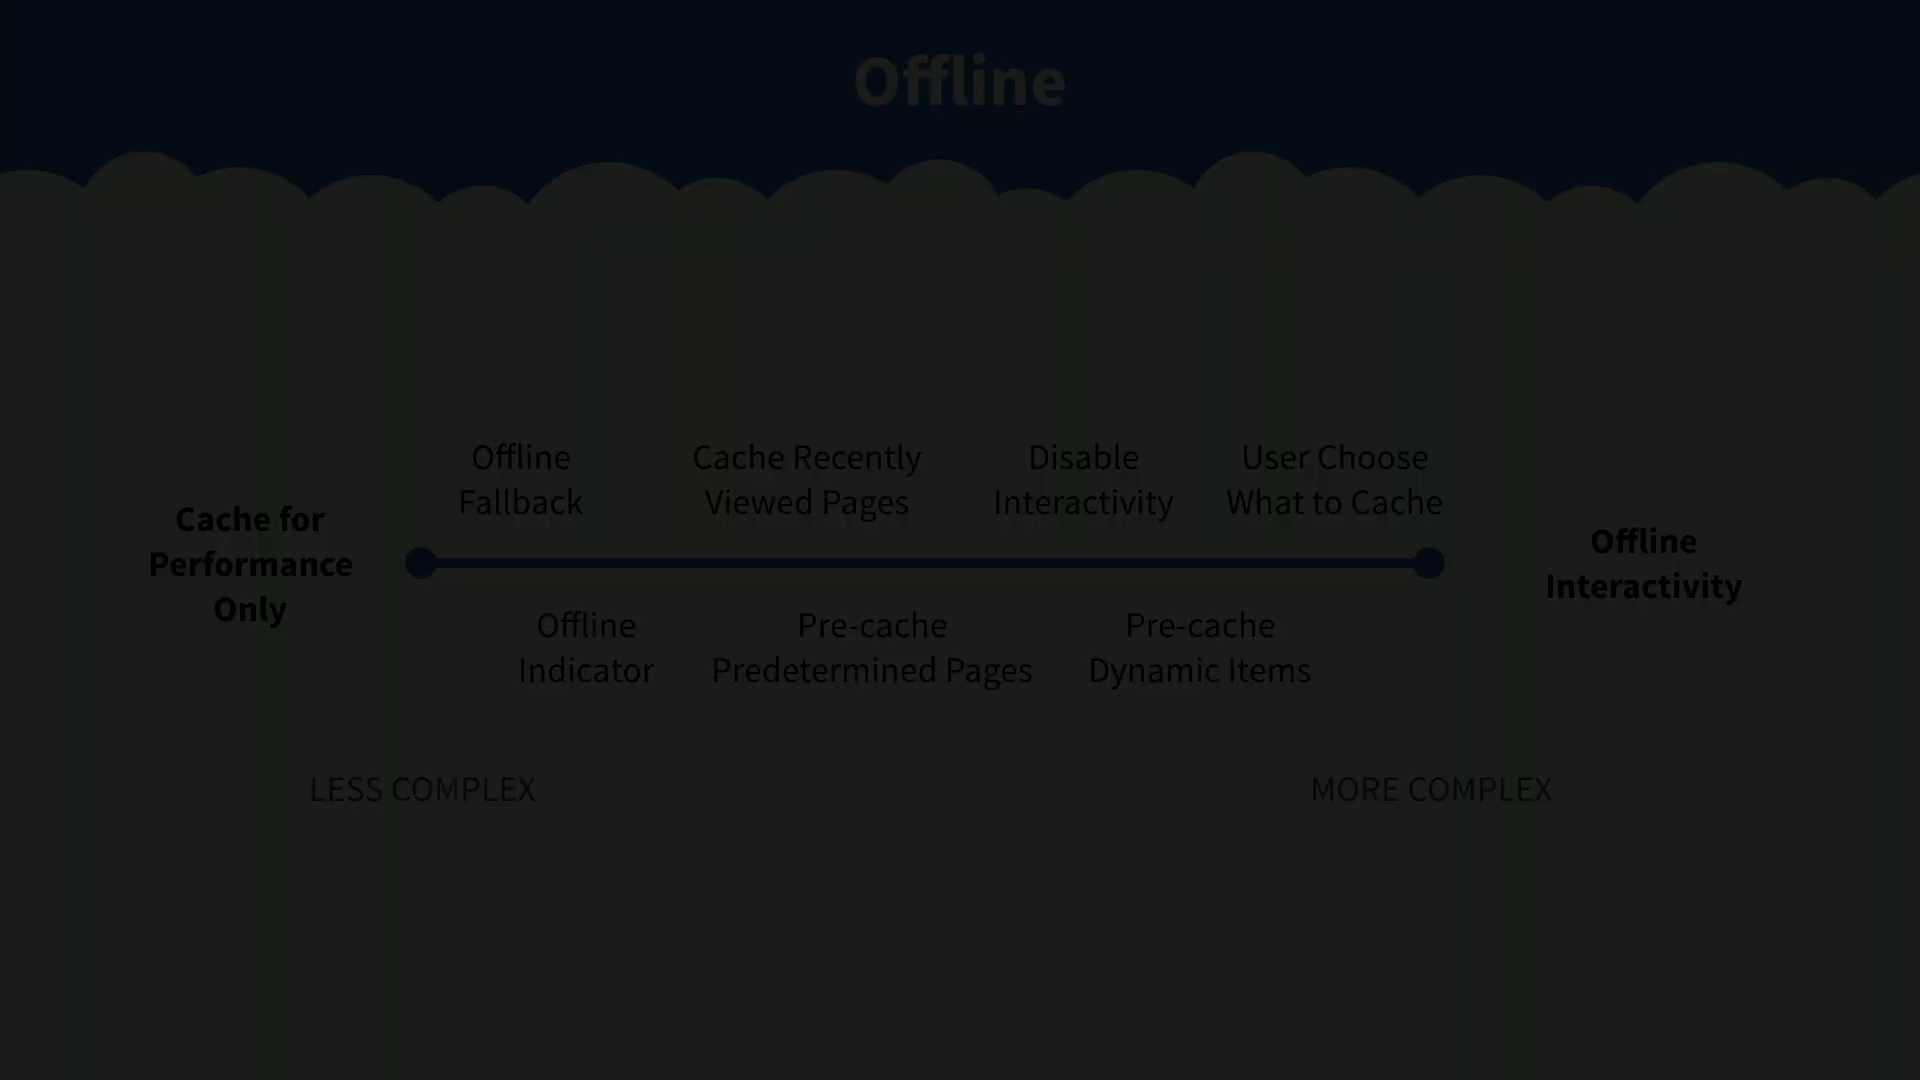 Offline
Offline
Fallback
Cache Recently
Viewed Pages
Disable
Interactivity
User Choose
What to Cache
Cache for
Performance
Only
Offline
Interactivity
Offline
Indicator
Pre-cache
Predetermined Pages
Pre-cache
Dynamic Items
LESS COMPLEX
MORE COMPLEX